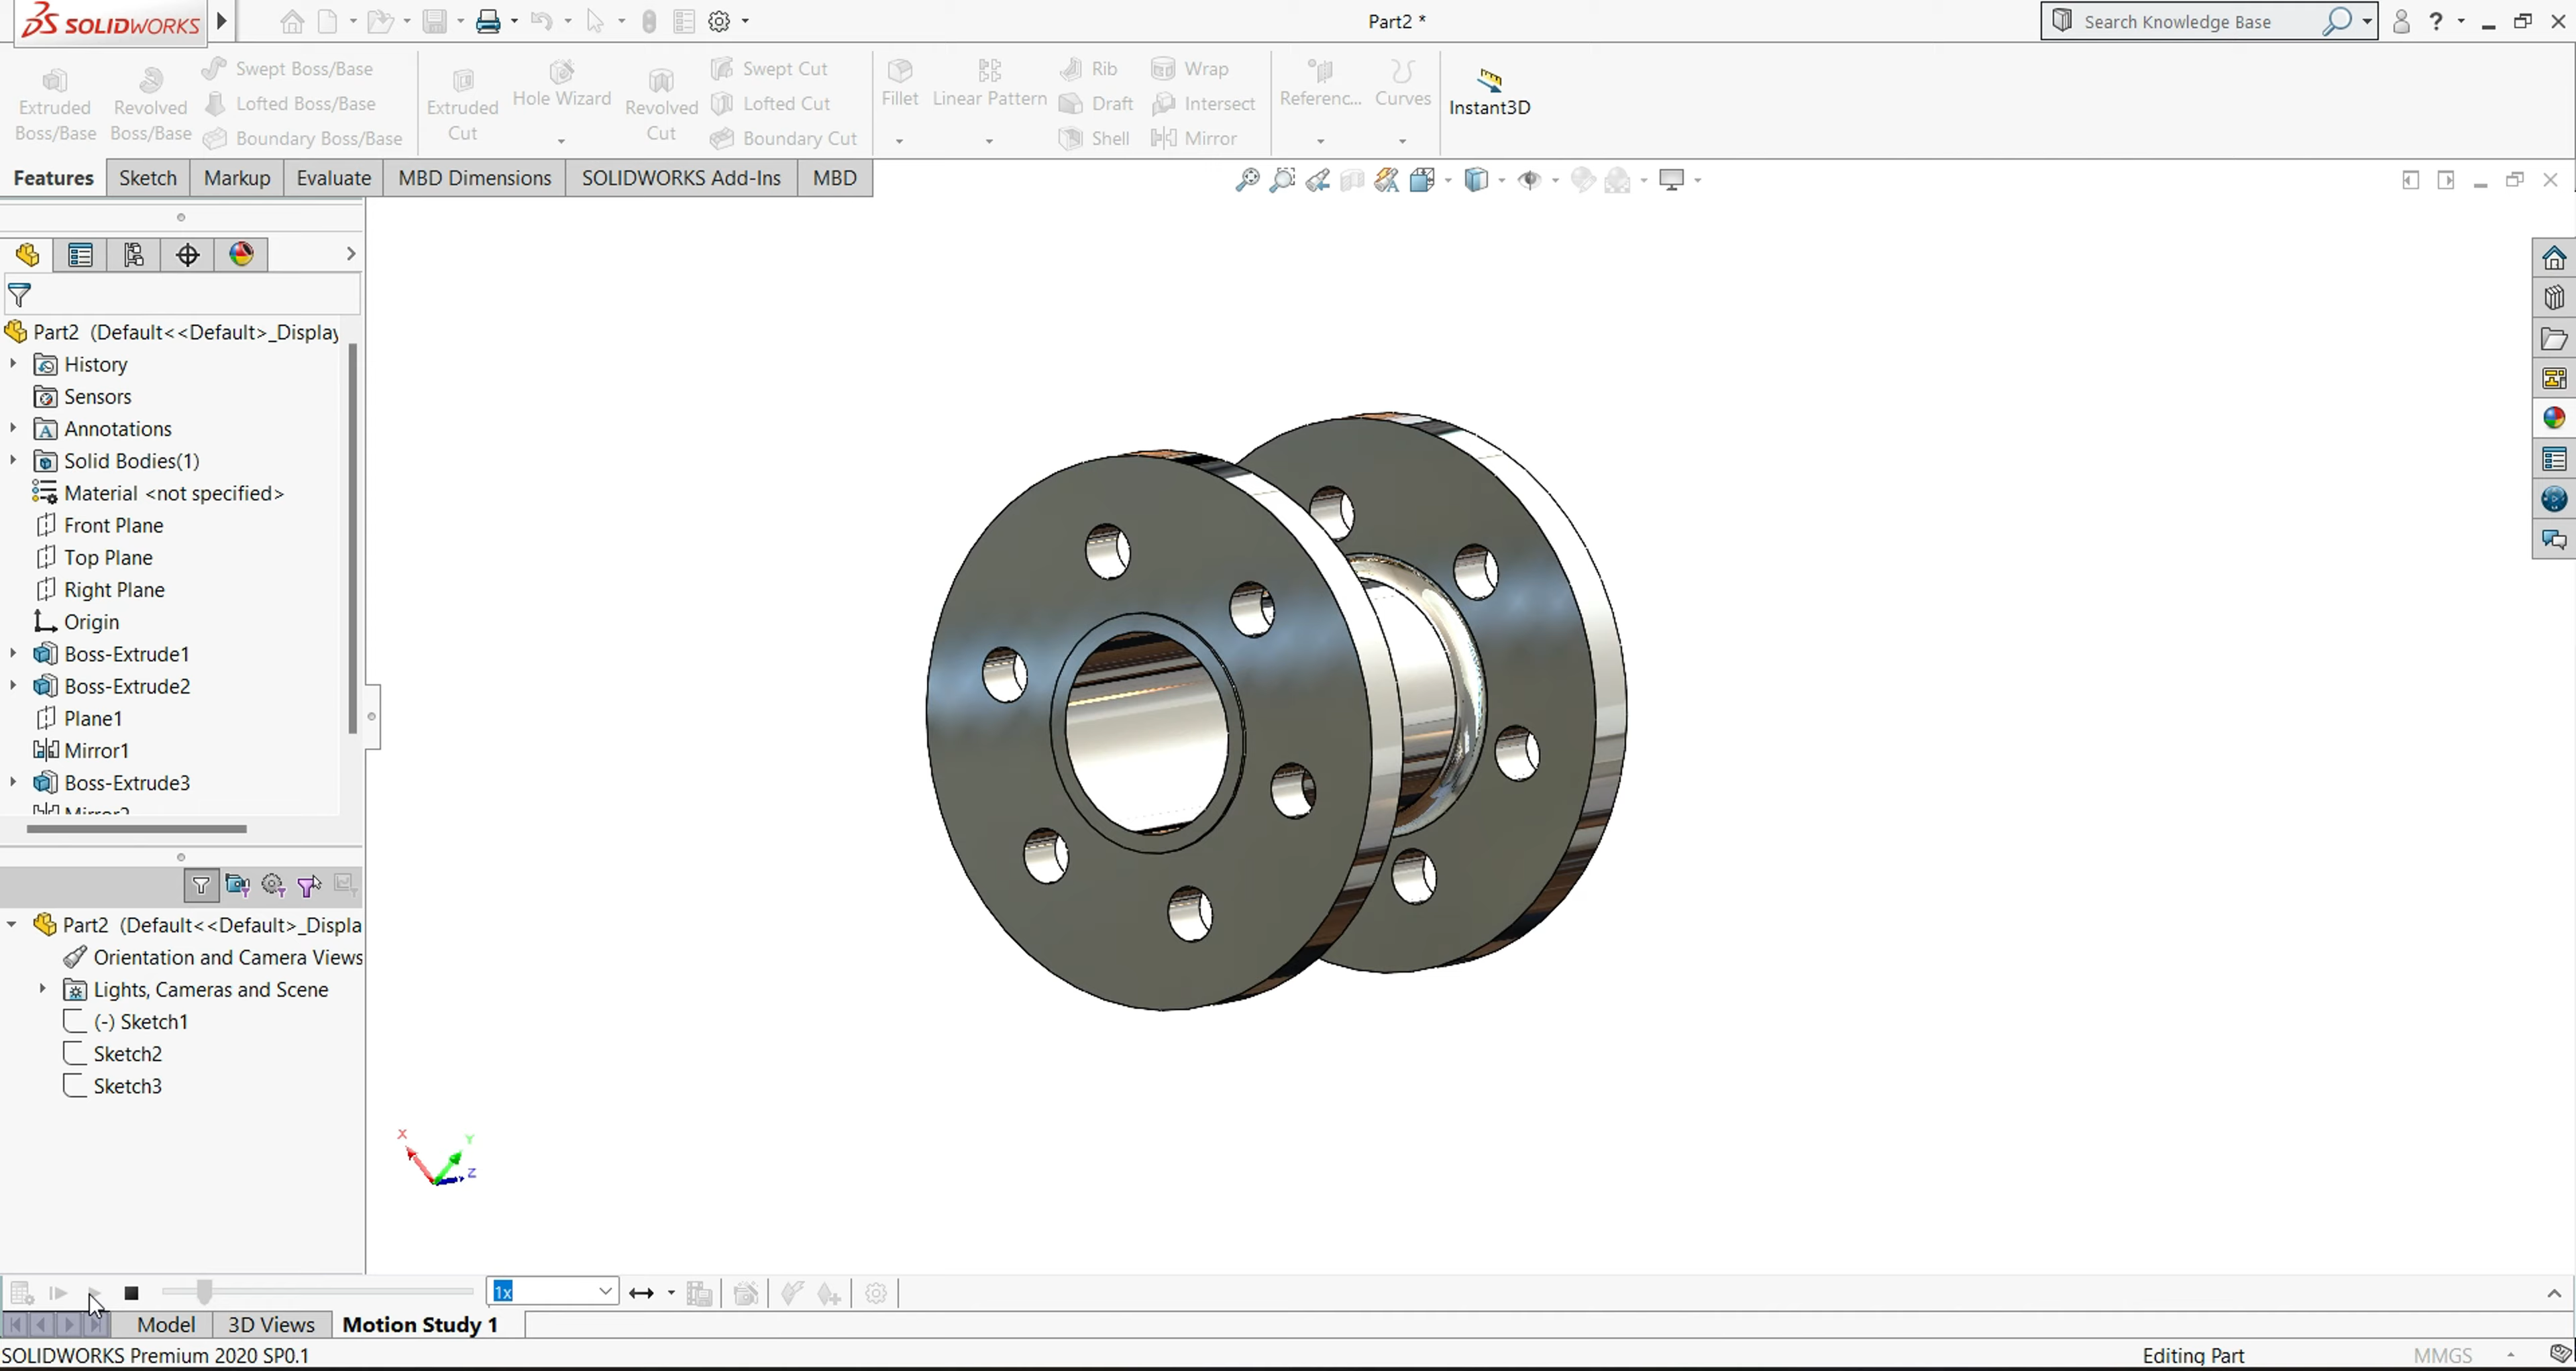 SOLIDWORKS
Part2 *
Search Knowledge Base
?
Extruded Boss/Base
Revolved Boss/Base
Swept Boss/Base
Lofted Boss/Base
Boundary Boss/Base
Extruded Cut
Hole Wizard
Revolved Cut
Swept Cut
Lofted Cut
Boundary Cut
Fillet
Linear Pattern
Rib
Draft
Shell
Wrap
Intersect
Mirror
Referenc...
Curves
Instant3D
Features
Sketch
Markup
Evaluate
MBD Dimensions
SOLIDWORKS Add-Ins
MBD
Part2 (Default<<Default>_Display
History
Sensors
Annotations
Solid Bodies(1)
Material <not specified>
Front Plane
Top Plane
Right Plane
Origin
Boss-Extrude1
Boss-Extrude2
Plane1
Mirror1
Boss-Extrude3
Mirror2
Part2 (Default<<Default>_Displa
Orientation and Camera Views
Lights, Cameras and Scene
(-) Sketch1
Sketch2
Sketch3
X
Y
Z
1x
Model
3D Views
Motion Study 1
SOLIDWORKS Premium 2020 SP0.1
Editing Part
MMGS